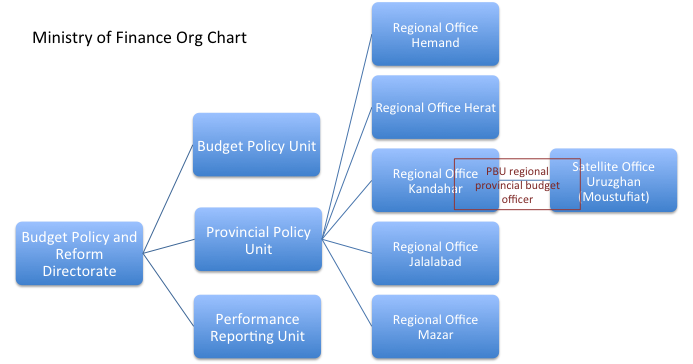 Ministry of Finance Org Chart
Regional Office
Hemand
Regional Office Herat
Budget Policy Unit
Regional Office
Kandahar
PBU regional
provincial budget
officer
Satellite Office
Uruzghan
(Moustufiat)
Budget Policy and
Reform
Directorate
Provincial Policy
Unit
Regional Office
Jalalabad
Performance
Reporting Unit
Regional Office
Mazar